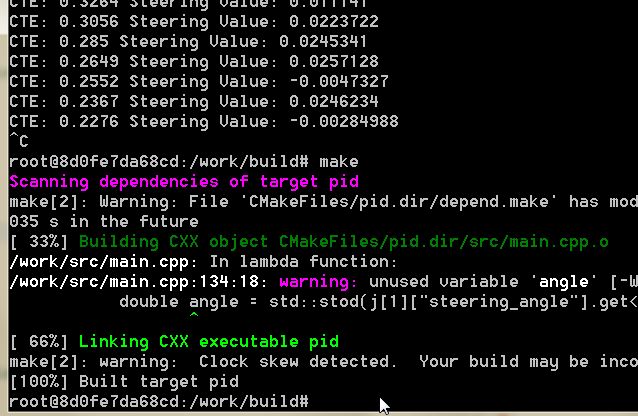 CTE: 0.3264 Steering Value: 0.011141
CTE: 0.3056 Steering Value: 0.0223722
CTE: 0.285 Steering Value: 0.0245341
CTE: 0.2649 Steering Value: 0.0257128
CTE: 0.2552 Steering Value: -0.0047327
CTE: 0.2367 Steering Value: 0.0246234
CTE: 0.2276 Steering Value: -0.00284988
^C
root@8d0fe7da68cd:/work/build# make
Scanning dependencies of target pid
make[2]: Warning: File 'CMakeFiles/pid.dir/depend.make' has mod
035 s in the future
[ 33%] Building CXX object CMakeFiles/pid.dir/src/main.cpp.o
/work/src/main.cpp: In lambda function:
/work/src/main.cpp:134:18: warning: unused variable 'angle' [-W
double angle = std::stod(j[1]["steering_angle"].get<
^
[ 66%] Linking CXX executable pid
make[2]: warning:  Clock skew detected.  Your build may be inco
[100%] Built target pid
root@8d0fe7da68cd:/work/build#